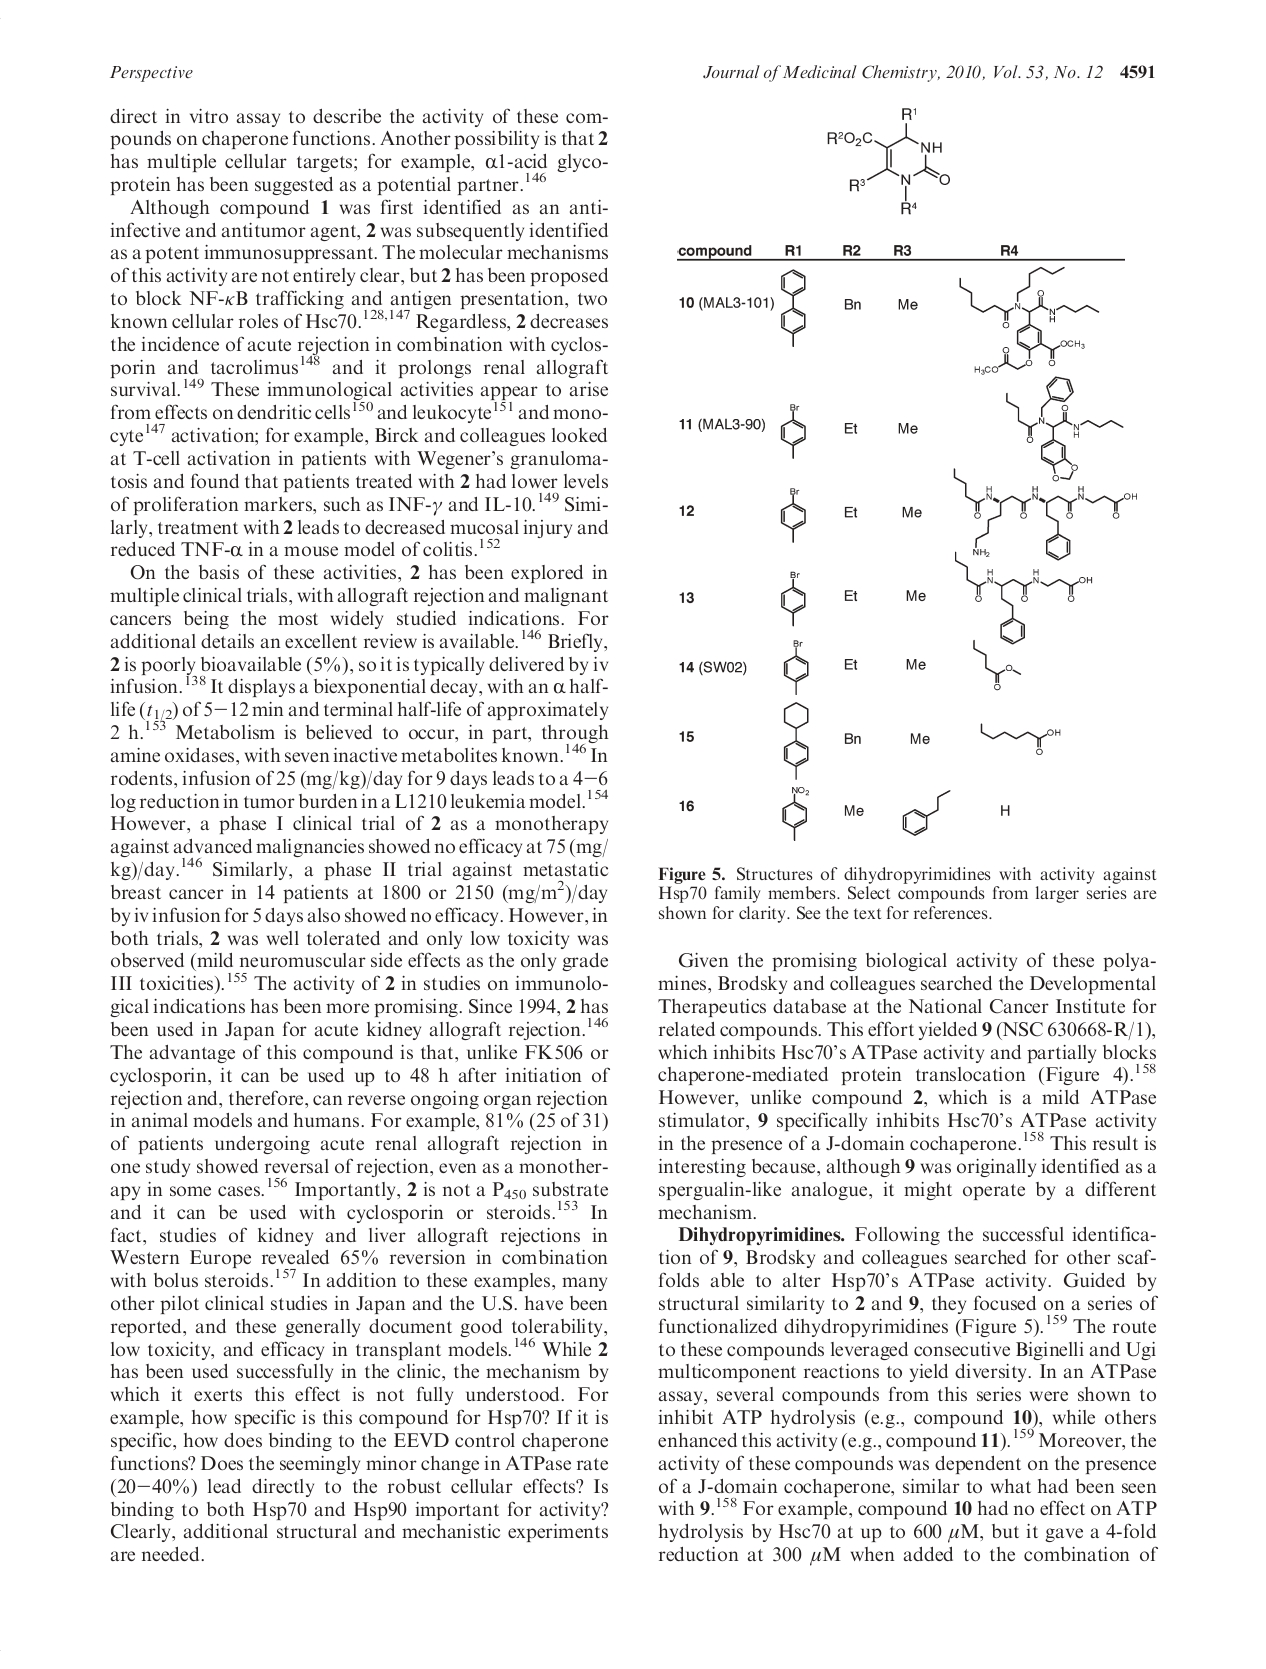 Perspective
Journal of Medicinal Chemistry, 2010, Vol. 53, No. 12 4591
direct in vitro assay to describe the activity of these com-
pounds on chaperone functions. Another possibility is that 2
has multiple cellular targets; for example, α1-acid glyco-
protein has been suggested as a potential partner.146
Although compound 1 was first identified as an anti-
infective and antitumor agent, 2 was subsequently identified
as a potent immunosuppressant. The molecular mechanisms
of this activity are not entirely clear, but 2 has been proposed
to block NF-κB trafficking and antigen presentation, two
known cellular roles of Hsc70.128,147 Regardless, 2 decreases
the incidence of acute rejection in combination with cyclos-
porin and tacrolimus148 and it prolongs renal allograft
survival.149 These immunological activities appear to arise
from effects on dendritic cells150 and leukocyte151 and mono-
cyte147 activation; for example, Birck and colleagues looked
at T-cell activation in patients with Wegener's granuloma-
tosis and found that patients treated with 2 had lower levels
of proliferation markers, such as INF-γ and IL-10.149 Simi-
larly, treatment with 2 leads to decreased mucosal injury and
reduced TNF-α in a mouse model of colitis.152
On the basis of these activities, 2 has been explored in
multiple clinical trials, with allograft rejection and malignant
cancers being the most widely studied indications. For
additional details an excellent review is available.146 Briefly,
2 is poorly bioavailable (5%), so it is typically delivered by iv
infusion.138 It displays a biexponential decay, with an α half-
life (t1/2) of 5−12 min and terminal half-life of approximately
2 h.153 Metabolism is believed to occur, in part, through
amine oxidases, with seven inactive metabolites known.146 In
rodents, infusion of 25 (mg/kg)/day for 9 days leads to a 4−6
log reduction in tumor burden in a L1210 leukemia model.154
However, a phase I clinical trial of 2 as a monotherapy
against advanced malignancies showed no efficacy at 75 (mg/
kg)/day.146 Similarly, a phase II trial against metastatic
breast cancer in 14 patients at 1800 or 2150 (mg/m2)/day
by iv infusion for 5 days also showed no efficacy. However, in
both trials, 2 was well tolerated and only low toxicity was
observed (mild neuromuscular side effects as the only grade
III toxicities).155 The activity of 2 in studies on immunolo-
gical indications has been more promising. Since 1994, 2 has
been used in Japan for acute kidney allograft rejection.146
The advantage of this compound is that, unlike FK506 or
cyclosporin, it can be used up to 48 h after initiation of
rejection and, therefore, can reverse ongoing organ rejection
in animal models and humans. For example, 81% (25 of 31)
of patients undergoing acute renal allograft rejection in
one study showed reversal of rejection, even as a monother-
apy in some cases.156 Importantly, 2 is not a P450 substrate
and it can be used with cyclosporin or steroids.153 In
fact, studies of kidney and liver allograft rejections in
Western Europe revealed 65% reversion in combination
with bolus steroids.157 In addition to these examples, many
other pilot clinical studies in Japan and the U.S. have been
reported, and these generally document good tolerability,
low toxicity, and efficacy in transplant models.146 While 2
has been used successfully in the clinic, the mechanism by
which it exerts this effect is not fully understood. For
example, how specific is this compound for Hsp70? If it is
specific, how does binding to the EEVD control chaperone
functions? Does the seemingly minor change in ATPase rate
(20−40%) lead directly to the robust cellular effects? Is
binding to both Hsp70 and Hsp90 important for activity?
Clearly, additional structural and mechanistic experiments
are needed.
R1
R2O2C
NH
R3
N
O
R4
compound R1 R2 R3 R4
10 (MAL3-101) Bn Me
O
N
O
N
H
O
OCH3
O
O
H3CO
O
11 (MAL3-90) Br Et Me
O
N
O
N
H
O
O
12 Br Et Me
O
H
N
O
H
N
O
H
N
O
OH
NH2
13 Br Et Me
O
H
N
O
H
N
O
OH
14 (SW02) Br Et Me
O
O
15 Bn Me
O
OH
16 NO2 Me H
Figure 5. Structures of dihydropyrimidines with activity against
Hsp70 family members. Select compounds from larger series are
shown for clarity. See the text for references.
Given the promising biological activity of these polya-
mines, Brodsky and colleagues searched the Developmental
Therapeutics database at the National Cancer Institute for
related compounds. This effort yielded 9 (NSC 630668-R/1),
which inhibits Hsc70's ATPase activity and partially blocks
chaperone-mediated protein translocation (Figure 4).158
However, unlike compound 2, which is a mild ATPase
stimulator, 9 specifically inhibits Hsc70's ATPase activity
in the presence of a J-domain cochaperone.158 This result is
interesting because, although 9 was originally identified as a
spergualin-like analogue, it might operate by a different
mechanism.
Dihydropyrimidines. Following the successful identifica-
tion of 9, Brodsky and colleagues searched for other scaf-
folds able to alter Hsp70's ATPase activity. Guided by
structural similarity to 2 and 9, they focused on a series of
functionalized dihydropyrimidines (Figure 5).159 The route
to these compounds leveraged consecutive Biginelli and Ugi
multicomponent reactions to yield diversity. In an ATPase
assay, several compounds from this series were shown to
inhibit ATP hydrolysis (e.g., compound 10), while others
enhanced this activity (e.g., compound 11).159 Moreover, the
activity of these compounds was dependent on the presence
of a J-domain cochaperone, similar to what had been seen
with 9.158 For example, compound 10 had no effect on ATP
hydrolysis by Hsc70 at up to 600 μM, but it gave a 4-fold
reduction at 300 μM when added to the combination of